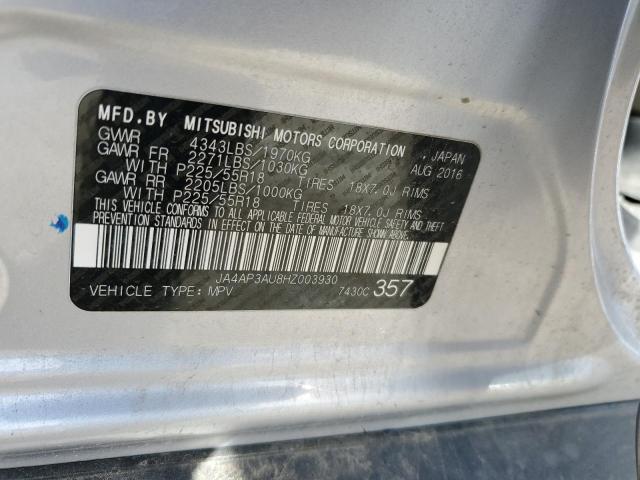 MFD.BY MITSUBISHI MOTORS CORPORATION , JAPAN
GVWR 4343LBS/1970KG AUG 2016
GAWR FR 2271LBS/1030KG
WITH P225/55R18 TIRES 18X7.0J RIMS
GAWR RR 2205LBS/1000KG
WITH P225/55R18 TIRES 18X7.0J RIMS
THIS VEHICLE CONFORMS TO ALL APPLICABLE FEDERAL MOTOR VEHICLE SAFETY AND THEFT
PREVENTION STANDARDS IN EFFECT ON THE DATE OF MANUFACTURE SHOWN ABOVE.
JA4AP3AU8HZ003930
VEHICLE TYPE: MPV 7430C 357